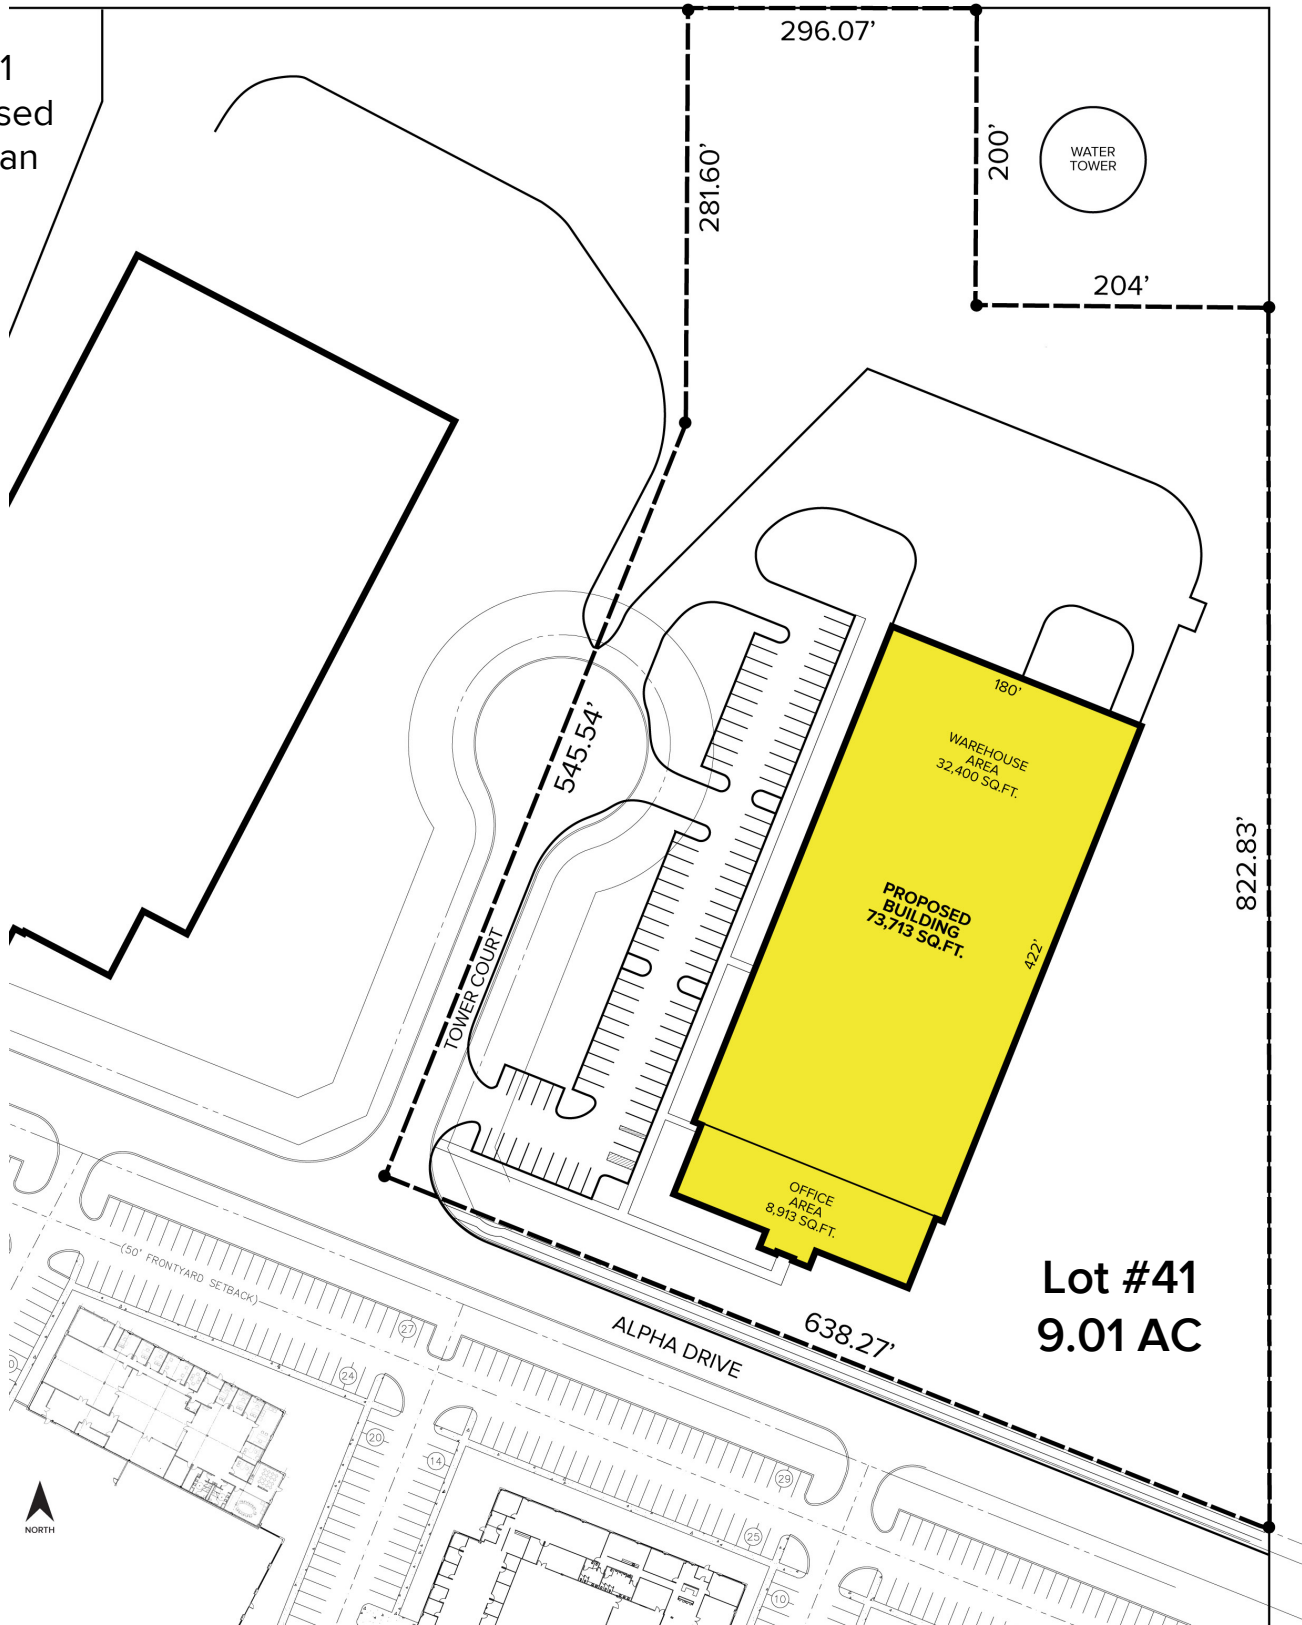 1
sed
an
296.07’
281.60’
200’
WATER
TOWER
204’
545.54’
180’
WAREHOUSE
AREA
32,400 SQ.FT.
822.83’
PROPOSED
BUILDING
73,713 SQ.FT.
422’
TOWER COURT
OFFICE
AREA
8,913 SQ.FT.
Lot #41
9.01 AC
638.27’
ALPHA DRIVE
(50' FRONTYARD SETBACK)
27
24
20
14
29
25
10
NORTH